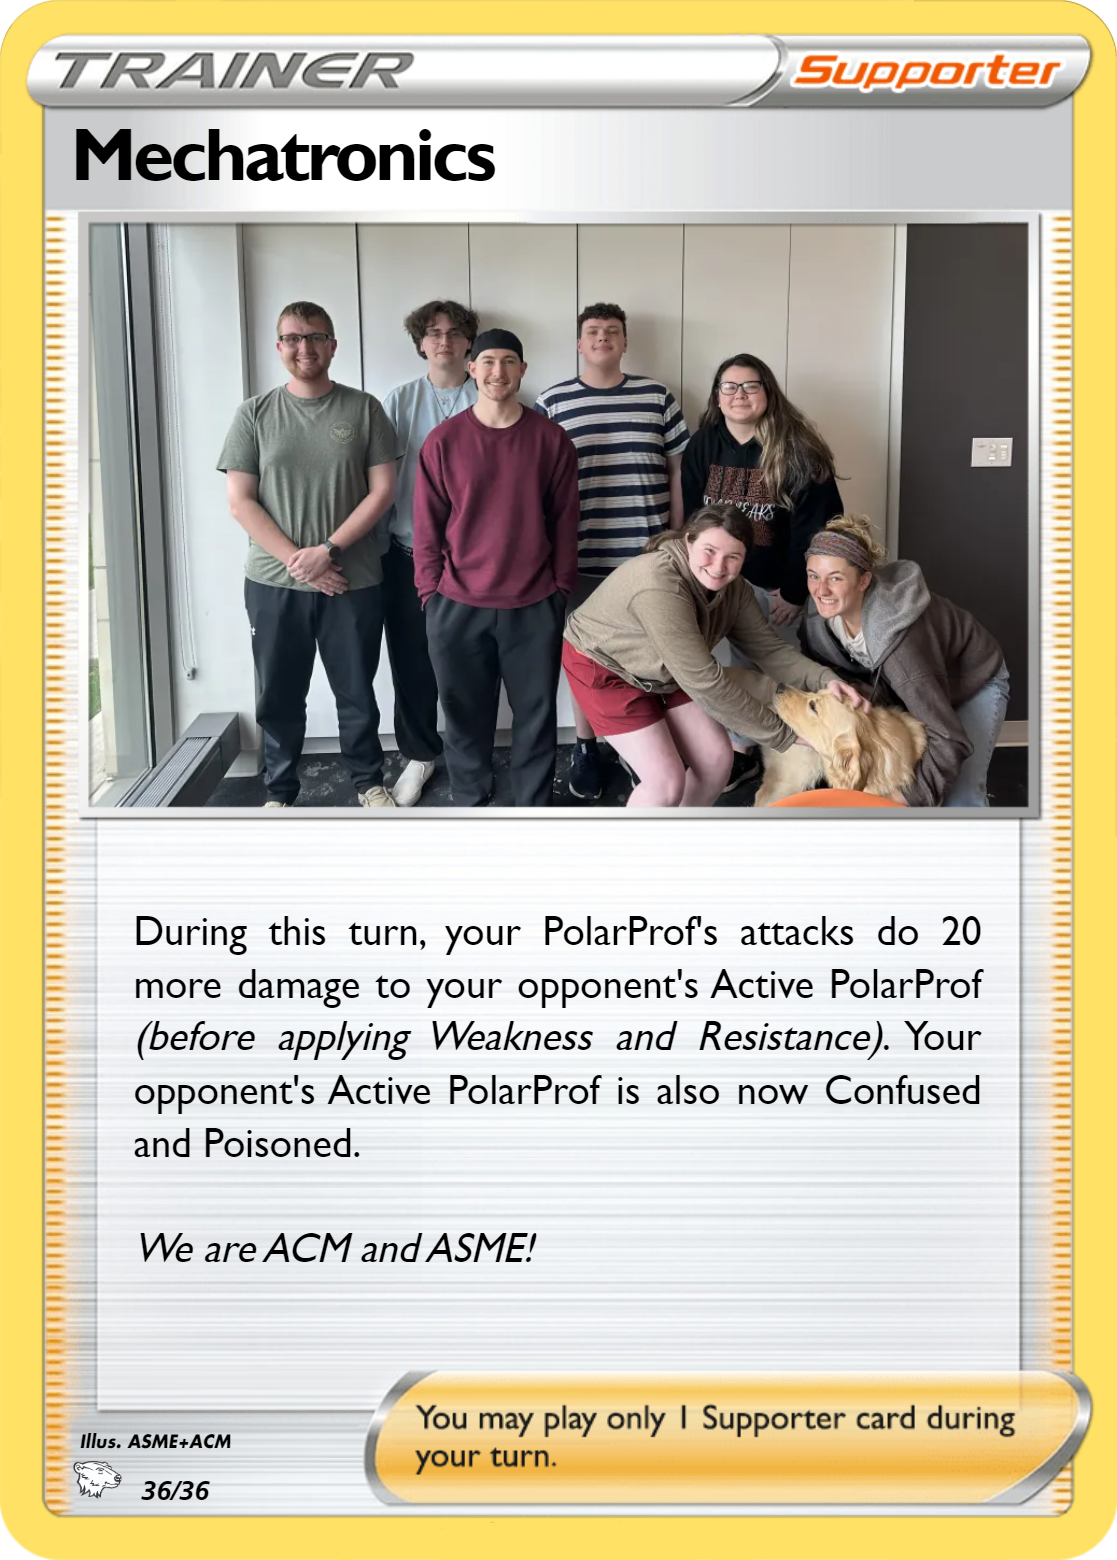 TRAINER
Supporter
Mechatronics
During this turn, your PolarProf's attacks do 20
more damage to your opponent's Active PolarProf
(before applying Weakness and Resistance). Your
opponent's Active PolarProf is also now Confused
and Poisoned.
We are ACM and ASME!
You may play only 1 Supporter card during
your turn.
Illus. ASME+ACM
36/36